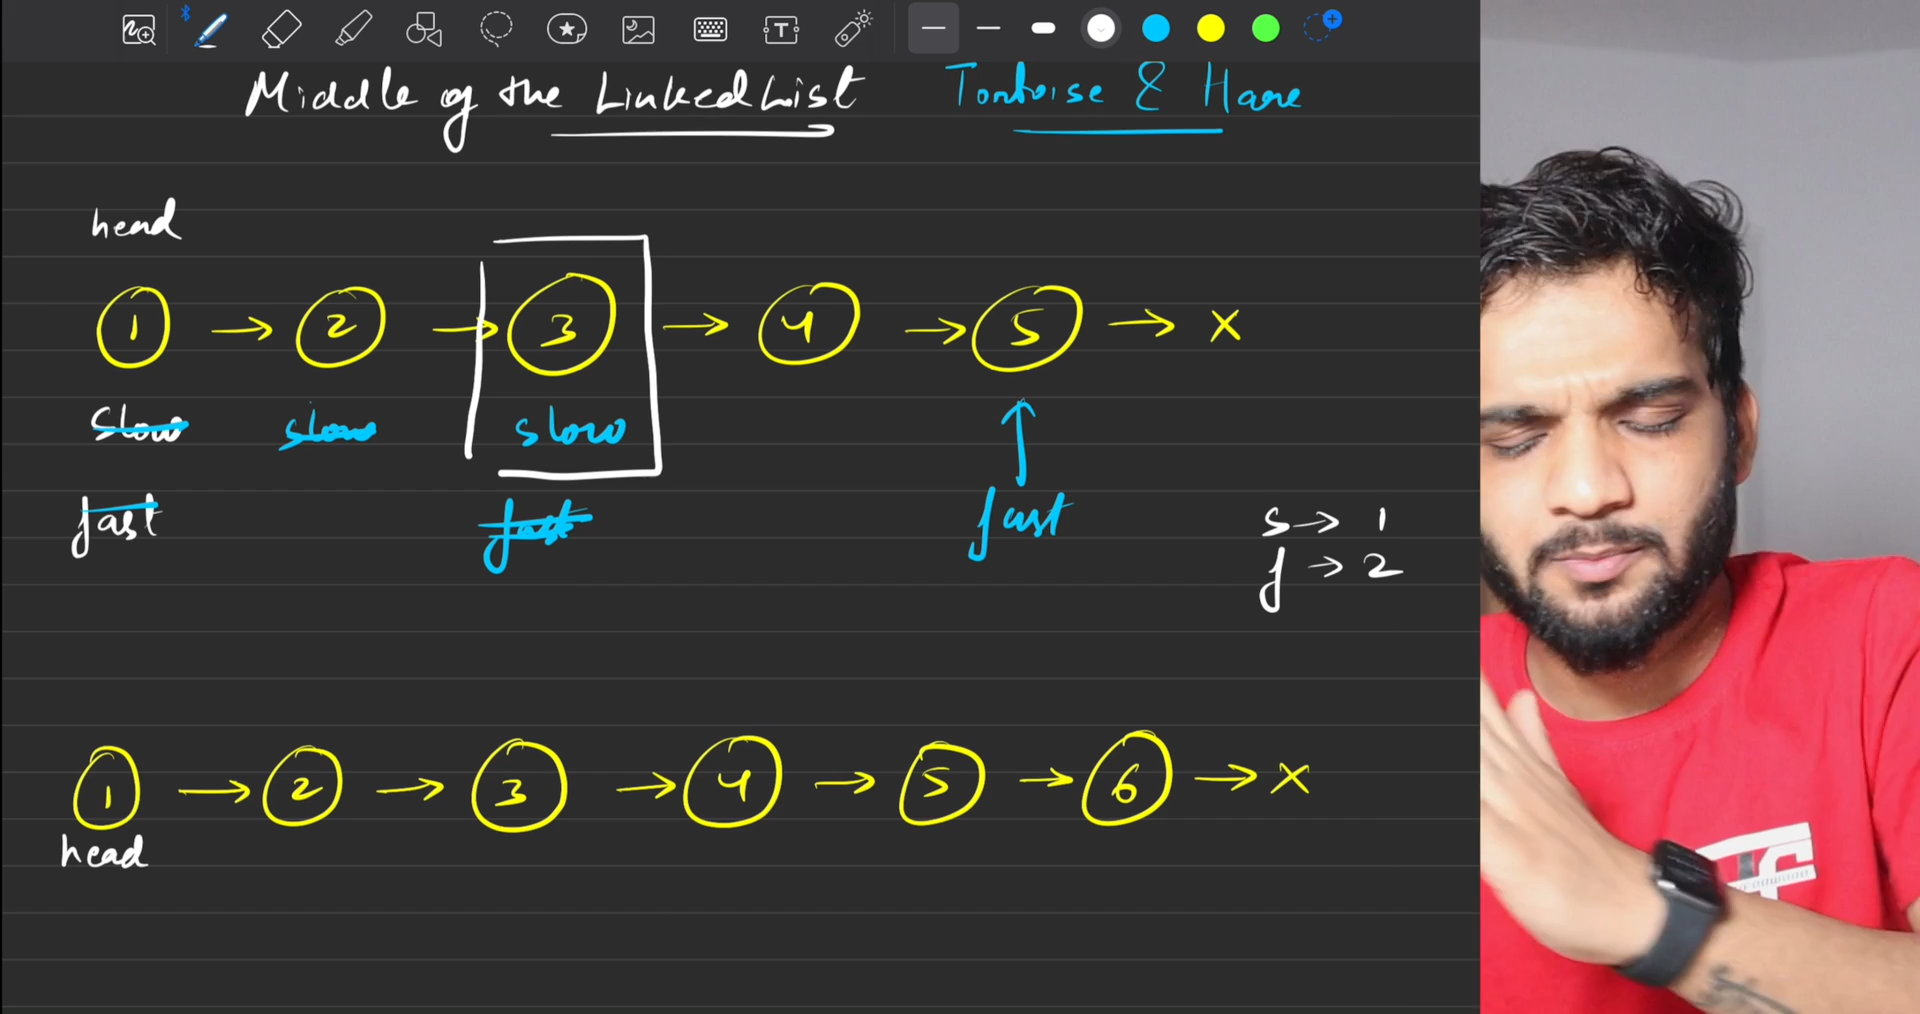 T
Middle of the LinkedList Tortoise & Hare
head
1 → 2 → 3 → 4 → 5 → X
slow slow slow
fast fast fast
s → 1
f → 2
1 → 2 → 3 → 4 → 5 → 6 → X
head